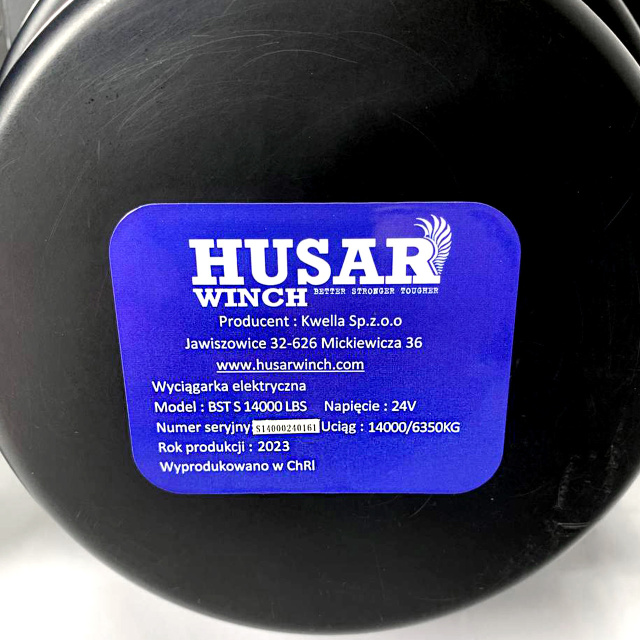 HUSAR
WINCH BETTER STRONGER TOUGHER
Producent : Kwella Sp.z.o.o
Jawiszowice 32-626 Mickiewicza 36
www.husarwinch.com
Wyciągarka elektryczna
Model : BST S 14000 LBS Napięcie : 24V
Numer seryjny: S14000240161 Uciąg : 14000/6350KG
Rok produkcji : 2023
Wyprodukowano w ChRl